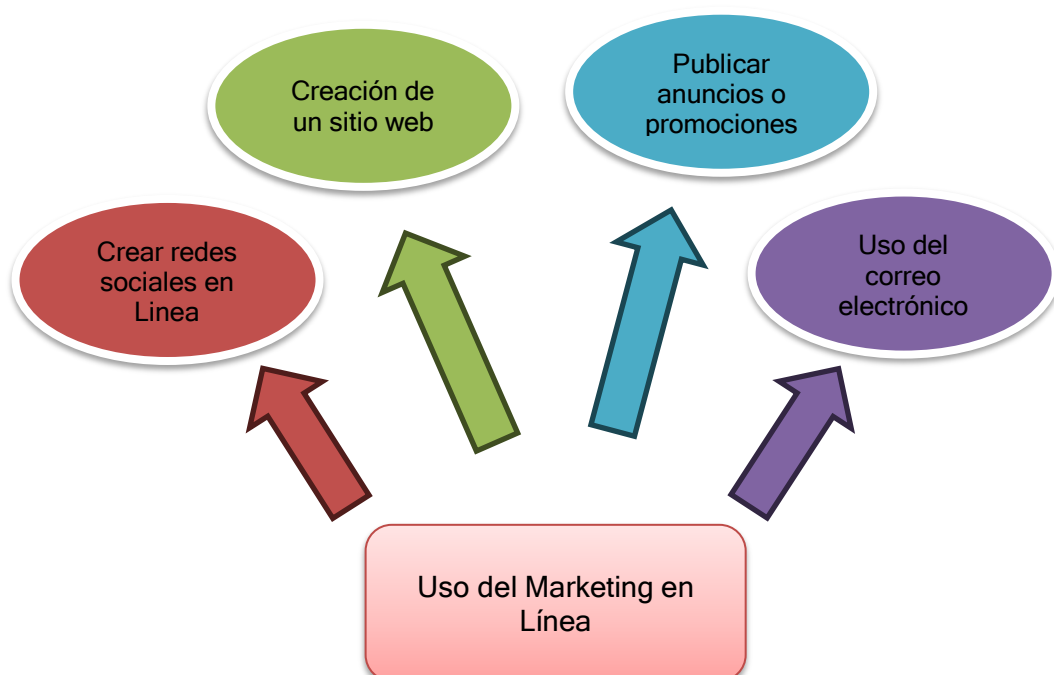 Publicar
anuncios o
promociones
Creación de
un sitio web
Crear redes
sociales en
Linea
Uso del
correo
electrónico
Uso del Marketing en
Línea